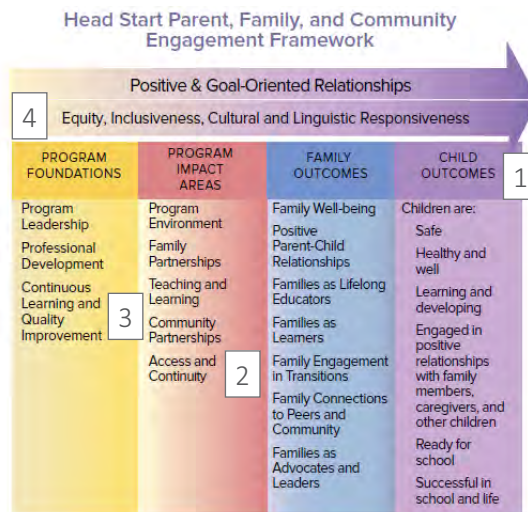 Head Start Parent, Family, and Community
Engagement Framework
Positive & Goal-Oriented Relationships
4
Equity, Inclusiveness, Cultural and Linguistic Responsiveness
PROGRAM
FOUNDATIONS
Program
Leadership
Professional
Development
Continuous
Learning and
Quality
Improvement
3
PROGRAM
IMPACT
AREAS
Program
Environment
Family
Partnerships
Teaching and
Learning
Community
Partnerships
Access and
Continuity
2
FAMILY
OUTCOMES
Family Well-being
Positive
Parent-Child
Relationships
Families as Lifelong
Educators
Families as
Learners
Family Engagement
in Transitions
Family Connections
to Peers and
Community
Families as
Advocates and
Leaders
CHILD
OUTCOMES
1
Children are:
Safe
Healthy and
well
Learning and
developing
Engaged in
positive
relationships
with family
members,
caregivers, and
other children
Ready for
school
Successful in
school and life